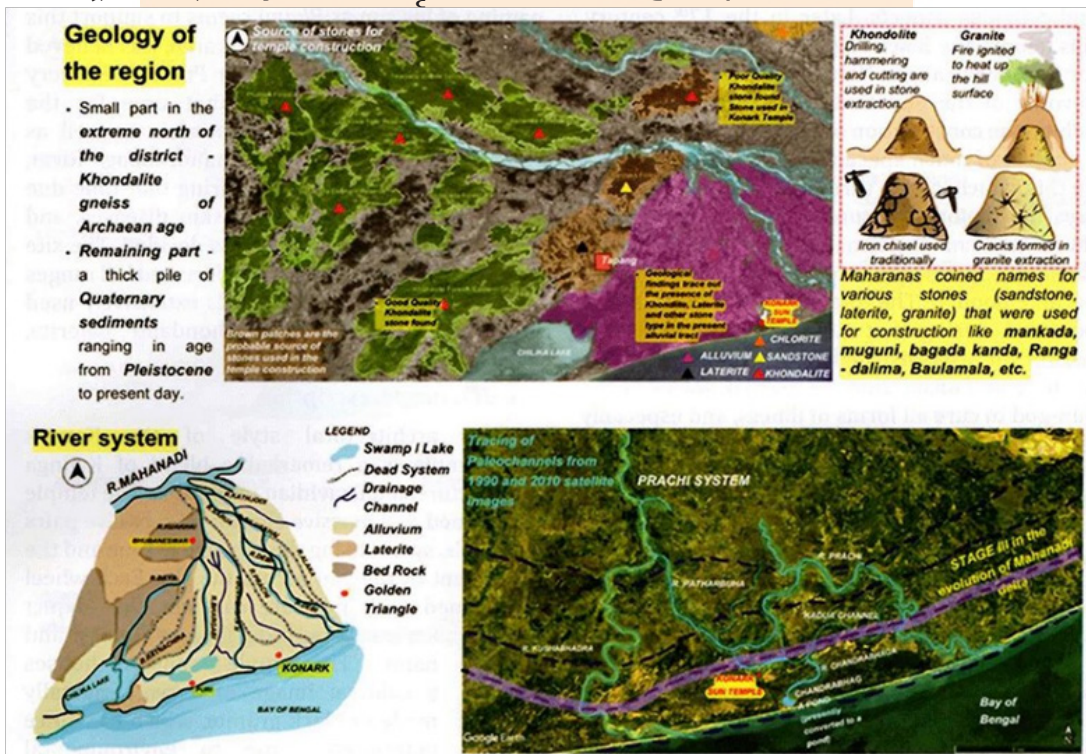 Geology of
the region
• Small part in the
extreme north of
the district -
Khondalite
gneiss of
Archaean age
• Remaining part -
a thick pile of
Quaternary
sediments
ranging in age
from Pleistocene
to present day.
Source of stones for
temple construction
Poor Quality
Khondalite
stone found
Stone used in
Konark Temple
Good Quality
Khondalite
stone found
Tapang
Geological
findings trace out
the presence of
Khondlite, Laterite
and other stone
type in the present
alluvial tract
KONARK
SUN TEMPLE
Brown patches are the
probable source of
stones used in the
temple construction
CHILIKA LAKE
CHLORITE
ALLUVIUM
SANDSTONE
LATERITE
KHONDALITE
Khondolite
Drilling,
hammering
and cutting are
used in stone
extraction
Granite
Fire ignited
to heat up
the hill
surface
Iron chisel used
traditionally
Cracks formed in
granite extraction
Maharanas coined names for
various stones (sandstone,
laterite, granite) that were used
for construction like mankada,
muguni, bagada kanda, Ranga
- dalima, Baulamala, etc.
River system
R.MAHANADI
BHUBANESWAR
R.DAYA
CHILIKA LAKE
PURI
KONARK
BAY OF BENGAL
LEGEND
Swamp / Lake
Dead System
Drainage
Channel
Alluvium
Laterite
Bed Rock
Golden
Triangle
Tracing of
Paleochannels from
1990 and 2010 satellite
images
PRACHI SYSTEM
R. PRACHI
R. PATHARBUHA
KADUA CHANNEL
R. KUSHABHADRA
R. CHANDRABHAGA
STAGE III in the
evolution of Mahanadi
delta
KONARK
SUN TEMPLE
CHANDRABHAG
A POND
(presently
converted to a
pond)
Bay of
Bengal
Google Earth